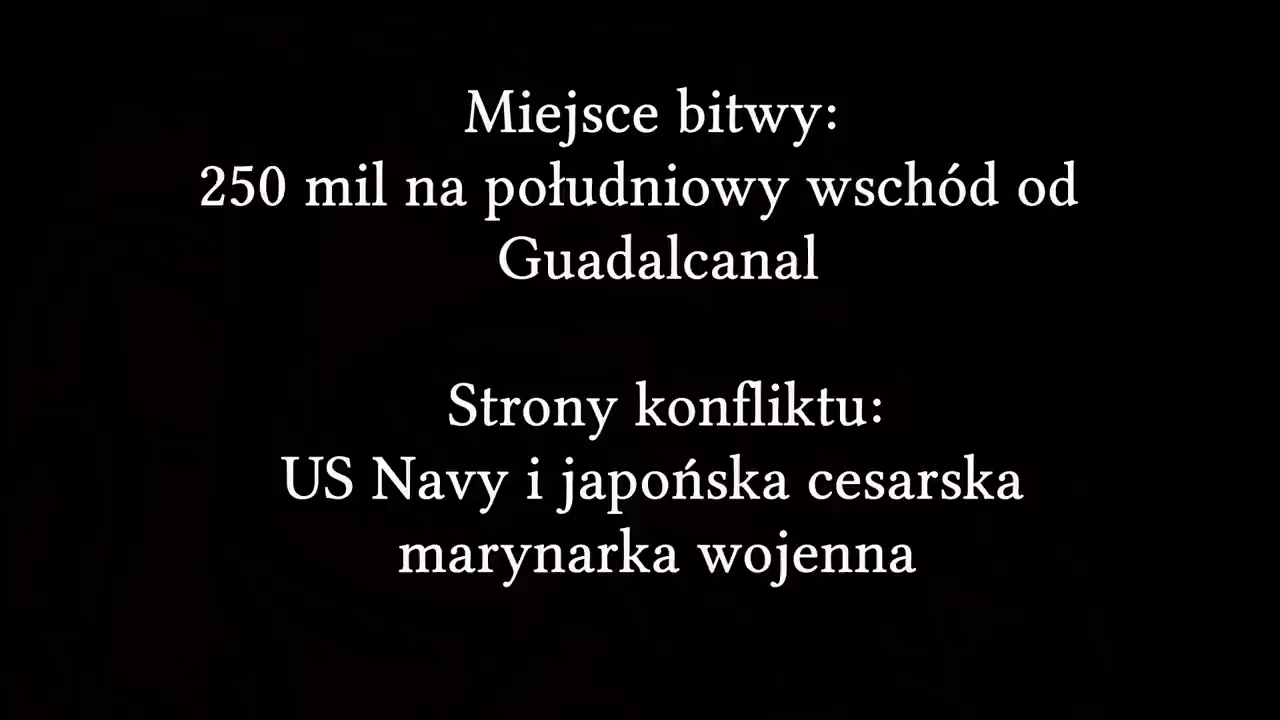 Miejsce bitwy:
250 mil na południowy wschód od
Guadalcanal
Strony konfliktu:
US Navy i japońska cesarska
marynarka wojenna